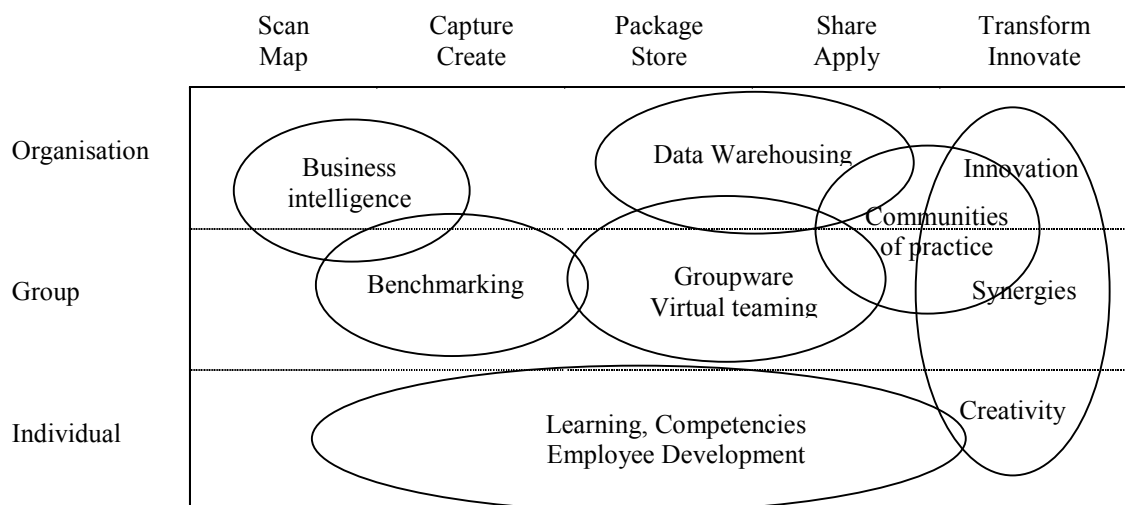 Scan Capture Package Share Transform
Map Create Store Apply Innovate
Organisation
Business
intelligence
Data Warehousing
Innovation
Communities
of practice
Group
Benchmarking
Groupware
Virtual teaming
Synergies
Individual
Learning, Competencies
Employee Development
Creativity